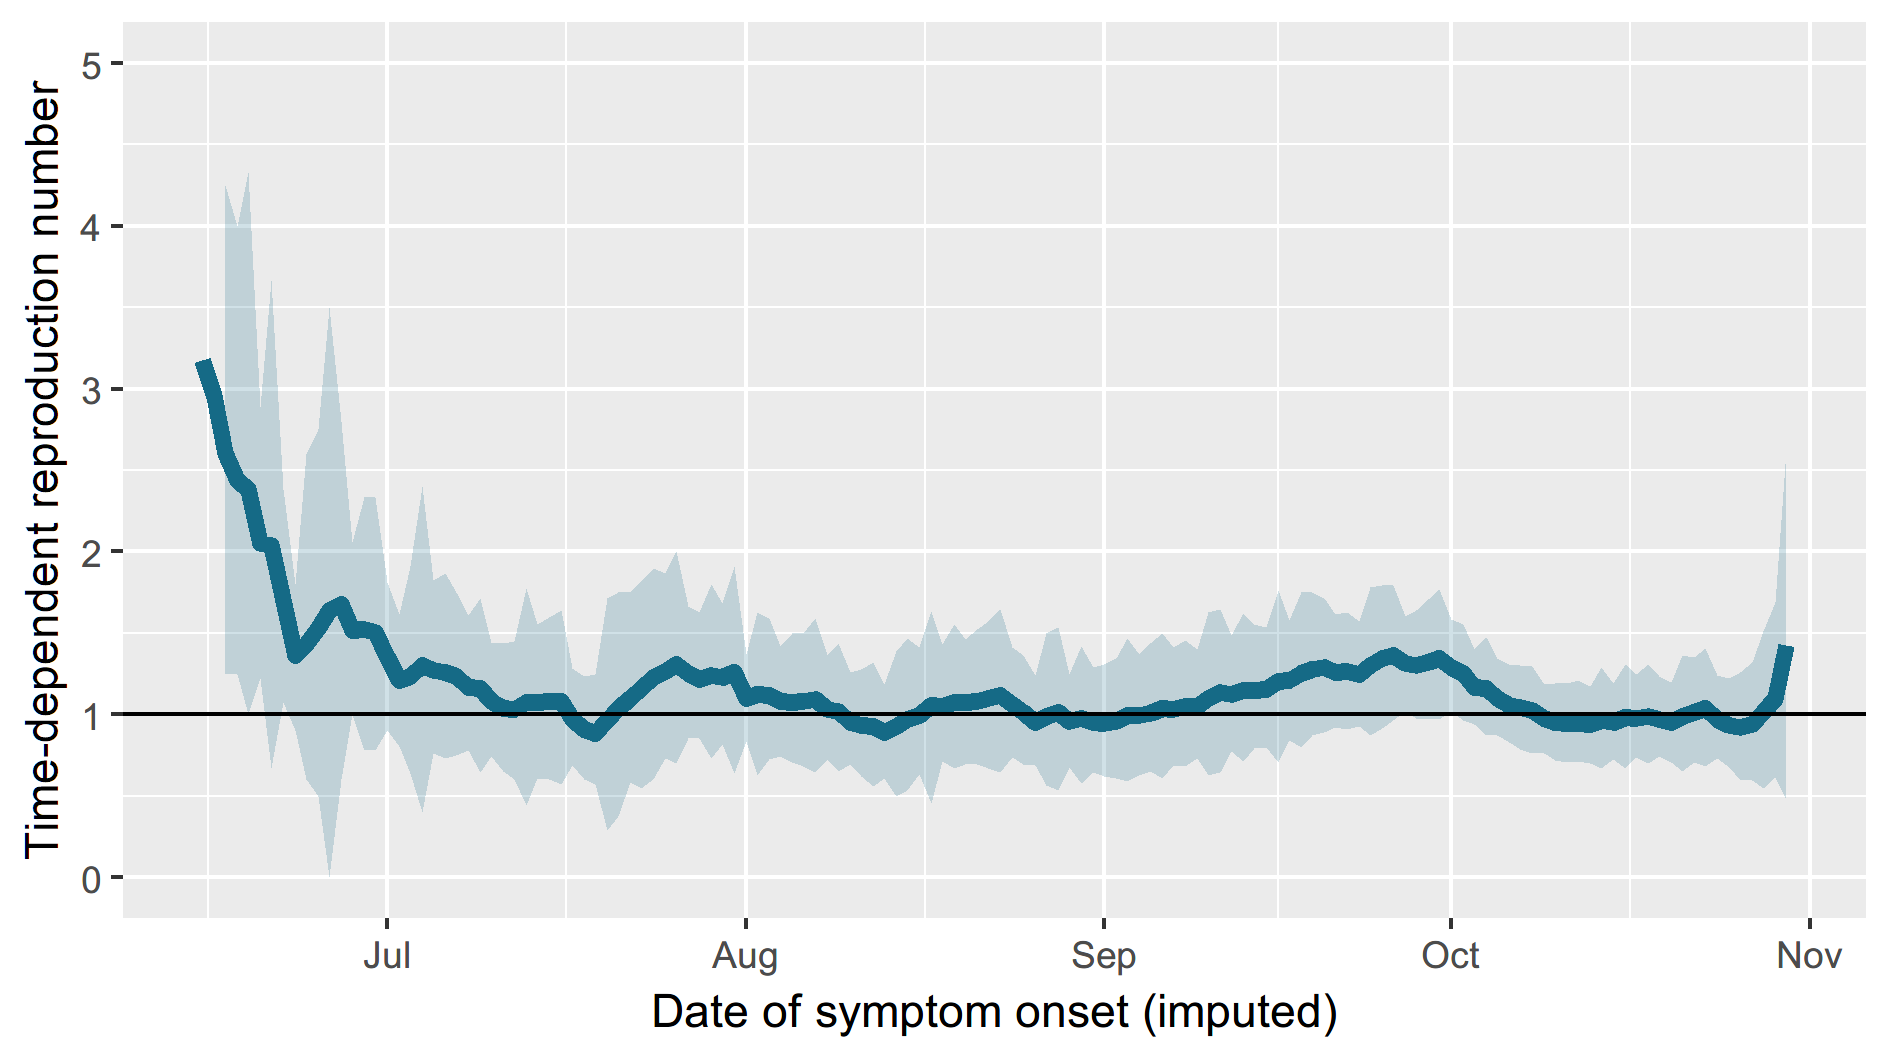 Time-dependent reproduction number
5
4
3
2
1
0
Jul Aug Sep Oct Nov
Date of symptom onset (imputed)